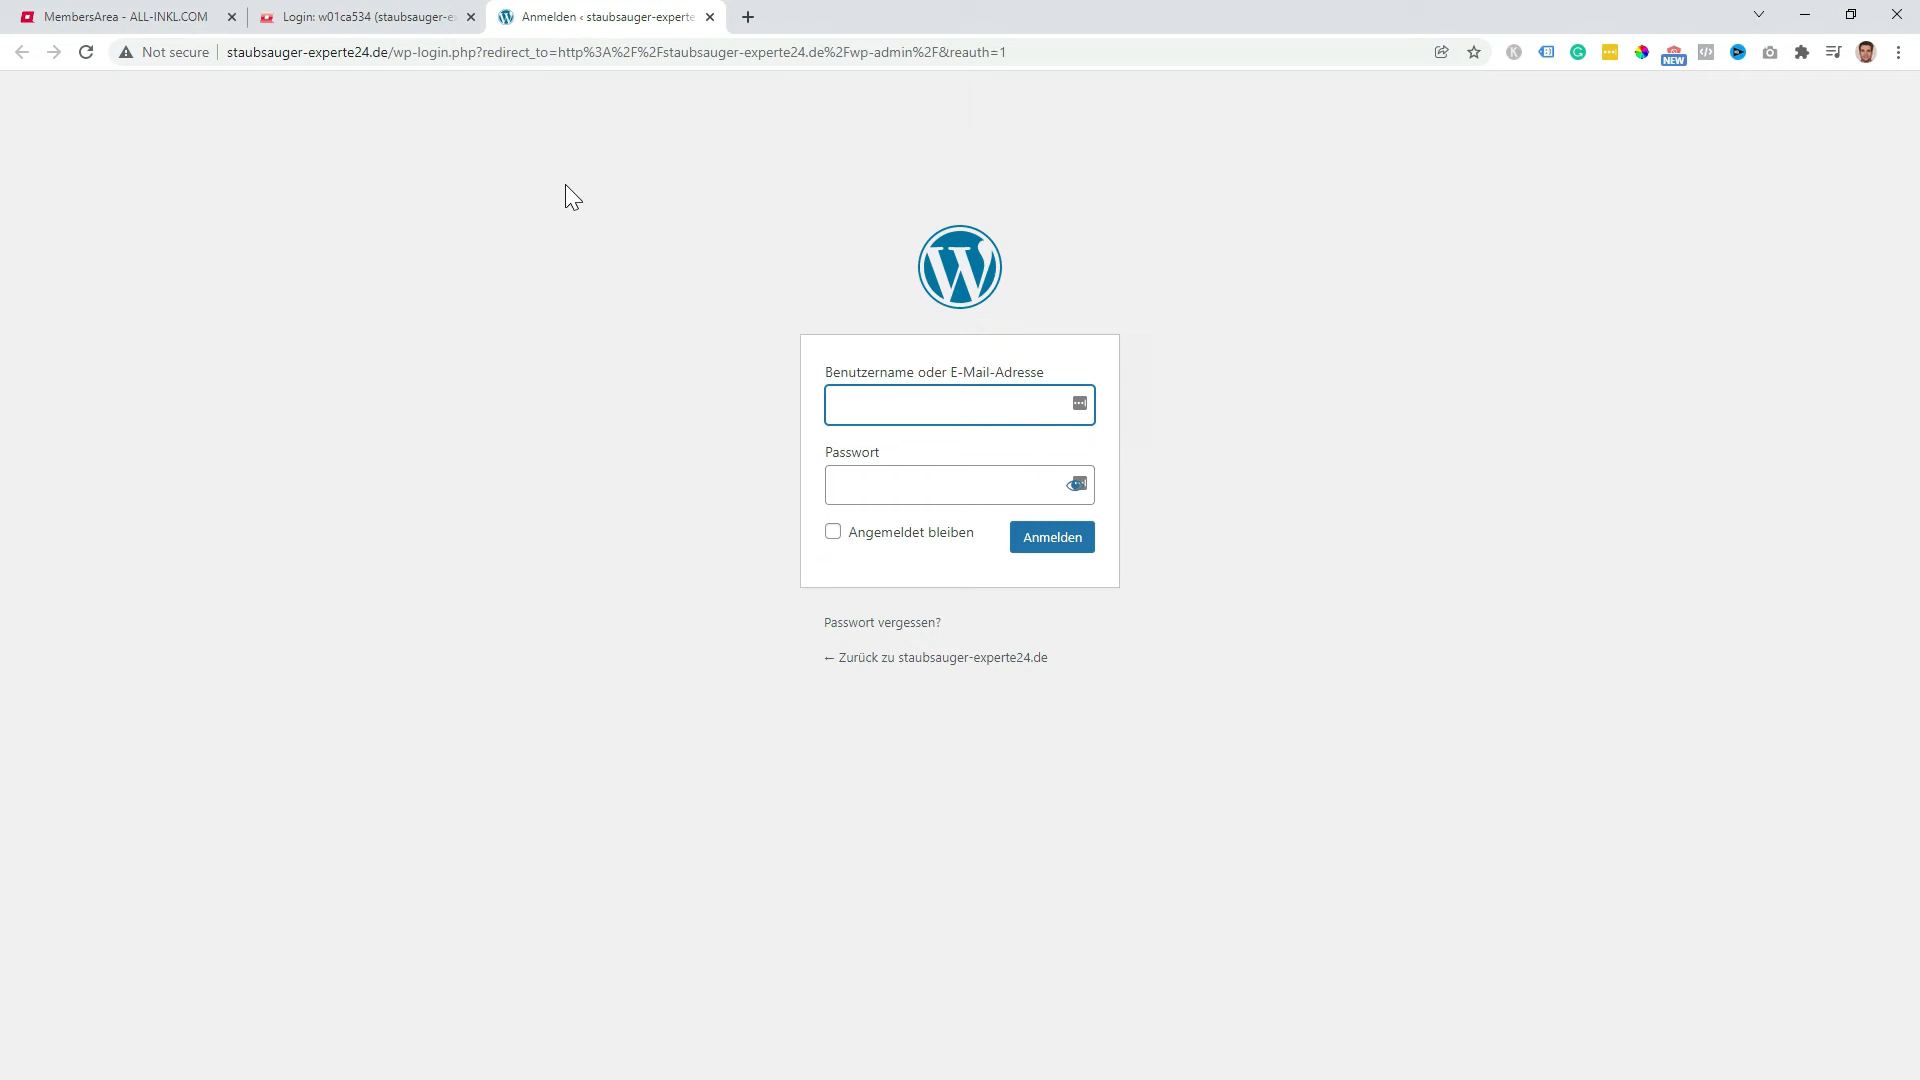 MembersArea - ALL-INKL.COM
Login: w01ca534 (staubsauger-ex
Anmelden ‹ staubsauger-experte
Not secure
staubsauger-experte24.de/wp-login.php?redirect_to=http%3A%2F%2Fstaubsauger-experte24.de%2Fwp-admin%2F&reauth=1
NEW
Benutzername oder E-Mail-Adresse
Passwort
Angemeldet bleiben
Anmelden
Passwort vergessen?
← Zurück zu staubsauger-experte24.de